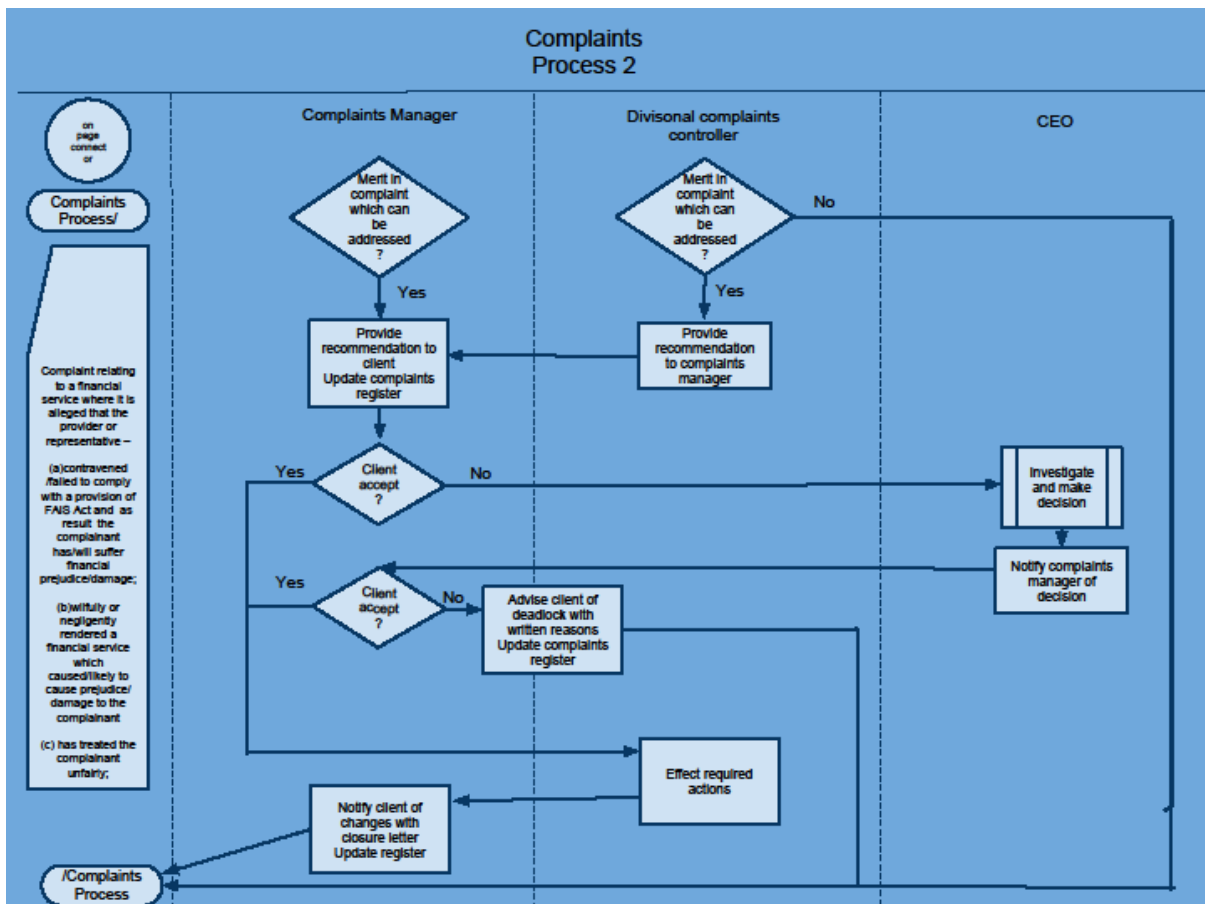 Complaints
Process 2
Complaints Manager
Divisonal complaints
controller
CEO
on
page
connect
or
Complaints
Process/
Complaint relating
to a financial
service where it is
alleged that the
provider or
representative –
(a)contravened
/failed to comply
with a provision of
FAIS Act and as
result the
complainant
has/will suffer
financial
prejudice/damage;
(b)wilfully or
negligently
rendered a
financial service
which
caused/likely to
cause prejudice/
damage to the
complainant
(c) has treated the
complainant
unfairly;
/Complaints
Process
Merit in
complaint
which can
be
addressed
?
Yes
Merit in
complaint
which can
be
addressed
?
No
Yes
Provide
recommendation to
client
Update complaints
register
Provide
recommendation
to complaints
manager
Yes
Client
accept
?
No
Investigate
and make
decision
Notify complaints
manager of
decision
Yes
Client
accept
?
No
Advise client of
deadlock with
written reasons
Update complaints
register
Effect required
actions
Notify client of
changes with
closure letter
Update register